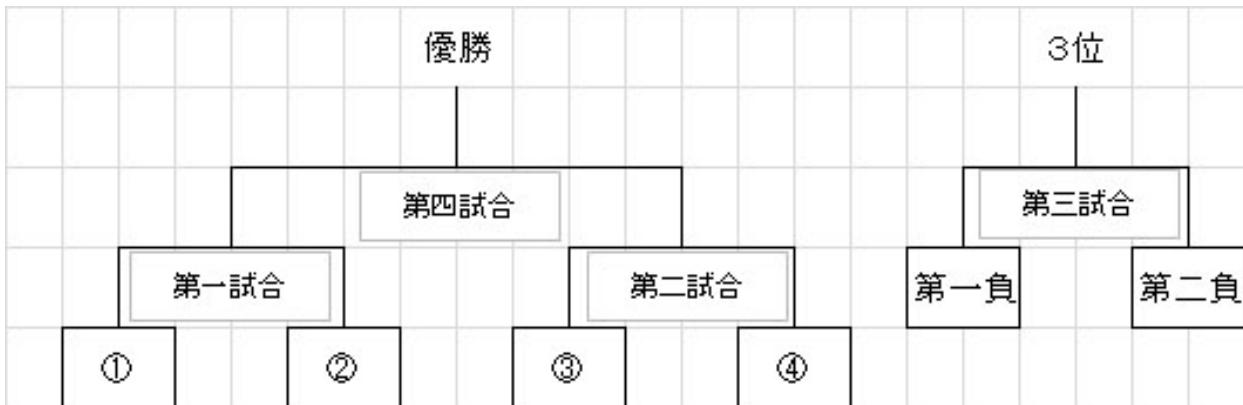 優勝
３位
第四試合
第三試合
第一試合
第二試合
第一負
第二負
①
②
③
④